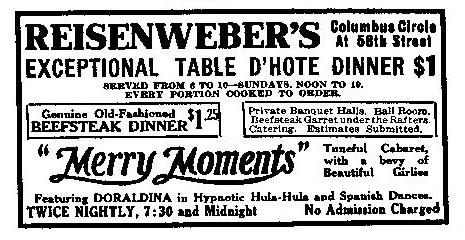 REISENWEBER'S Columbus Circle
At 58th Street
EXCEPTIONAL TABLE D'HOTE DINNER $1
SERVED FROM 6 TO 10—SUNDAYS, NOON TO 10.
EVERY PORTION COOKED TO ORDER.
Genuine Old-Fashioned
BEEFSTEAK DINNER $1.25
Private Banquet Halls. Ball Room.
Beefsteak Garret under the Rafters.
Catering. Estimates Submitted.
"Merry Moments"
Tuneful Cabaret,
with a bevy of
Beautiful Girlies
Featuring DORALDINA in Hypnotic Hula-Hula and Spanish Dances.
TWICE NIGHTLY, 7:30 and Midnight No Admission Charged